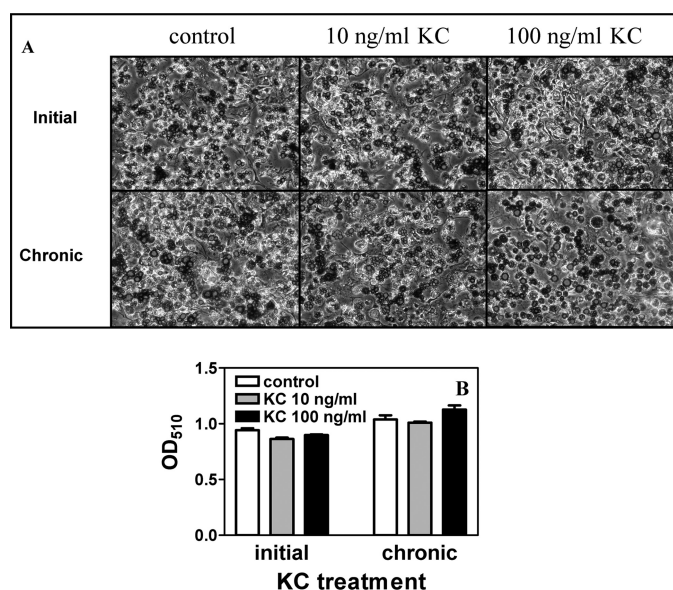 control 10 ng/ml KC 100 ng/ml KC
A
Initial
Chronic
B
control
KC 10 ng/ml
KC 100 ng/ml
OD510
1.5
1.0
0.5
0.0
initial chronic
KC treatment